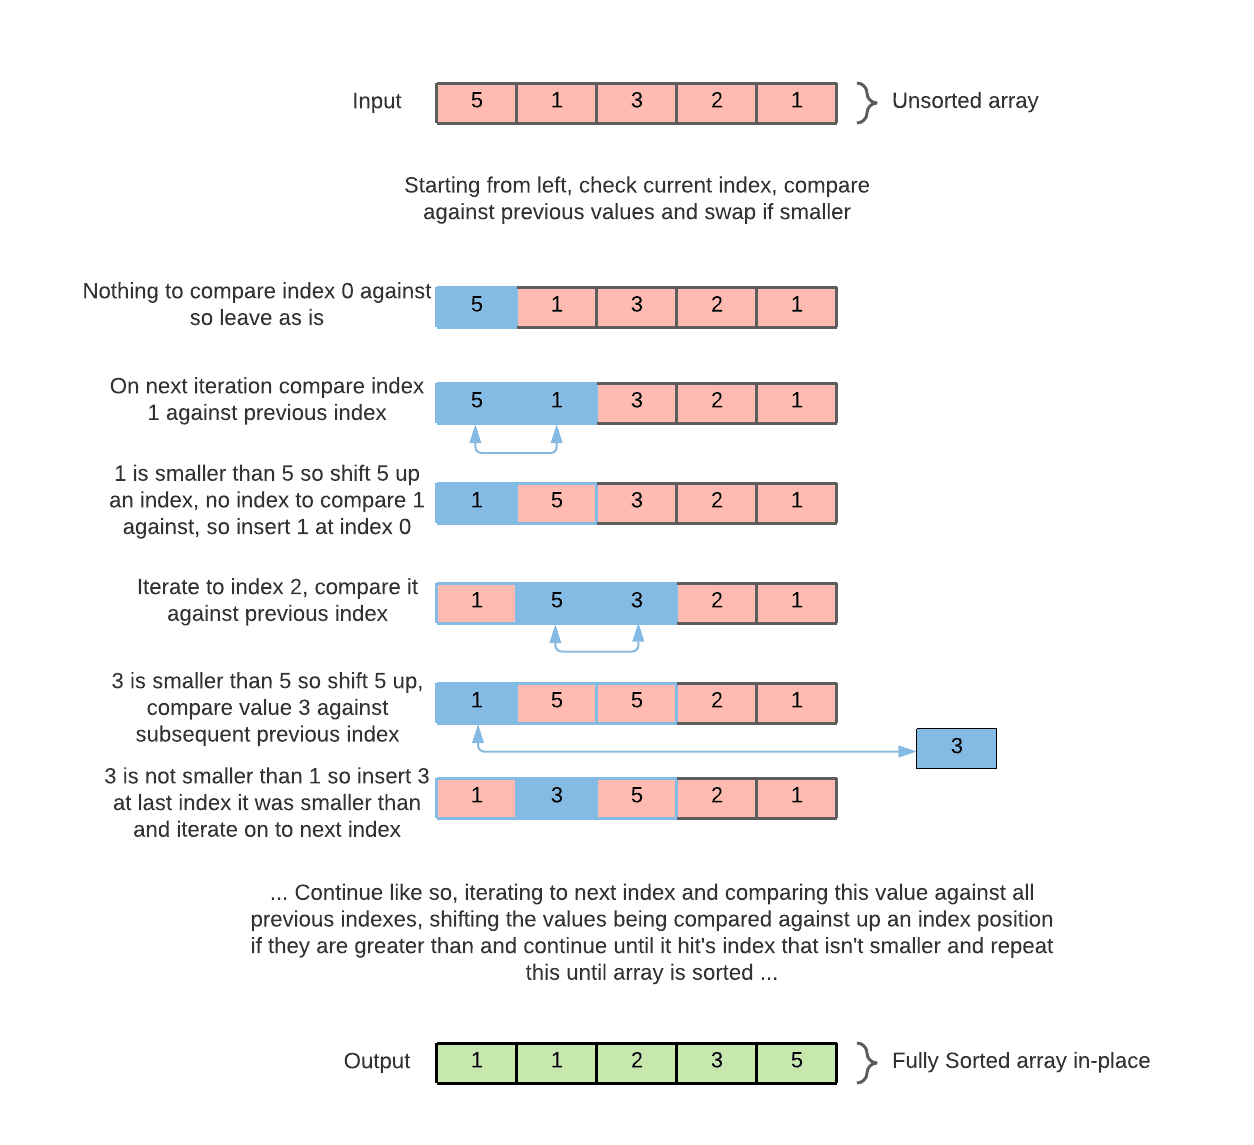 Input 5 1 3 2 1 Unsorted array
Starting from left, check current index, compare
against previous values and swap if smaller
Nothing to compare index 0 against
so leave as is
5 1 3 2 1
On next iteration compare index
1 against previous index
5 1 3 2 1
1 is smaller than 5 so shift 5 up
an index, no index to compare 1
against, so insert 1 at index 0
1 5 3 2 1
Iterate to index 2, compare it
against previous index
1 5 3 2 1
3 is smaller than 5 so shift 5 up,
compare value 3 against
subsequent previous index
1 5 5 2 1
3
3 is not smaller than 1 so insert 3
at last index it was smaller than
and iterate on to next index
1 3 5 2 1
... Continue like so, iterating to next index and comparing this value against all
previous indexes, shifting the values being compared against up an index position
if they are greater than and continue until it hit's index that isn't smaller and repeat
this until array is sorted ...
Output 1 1 2 3 5 Fully Sorted array in-place